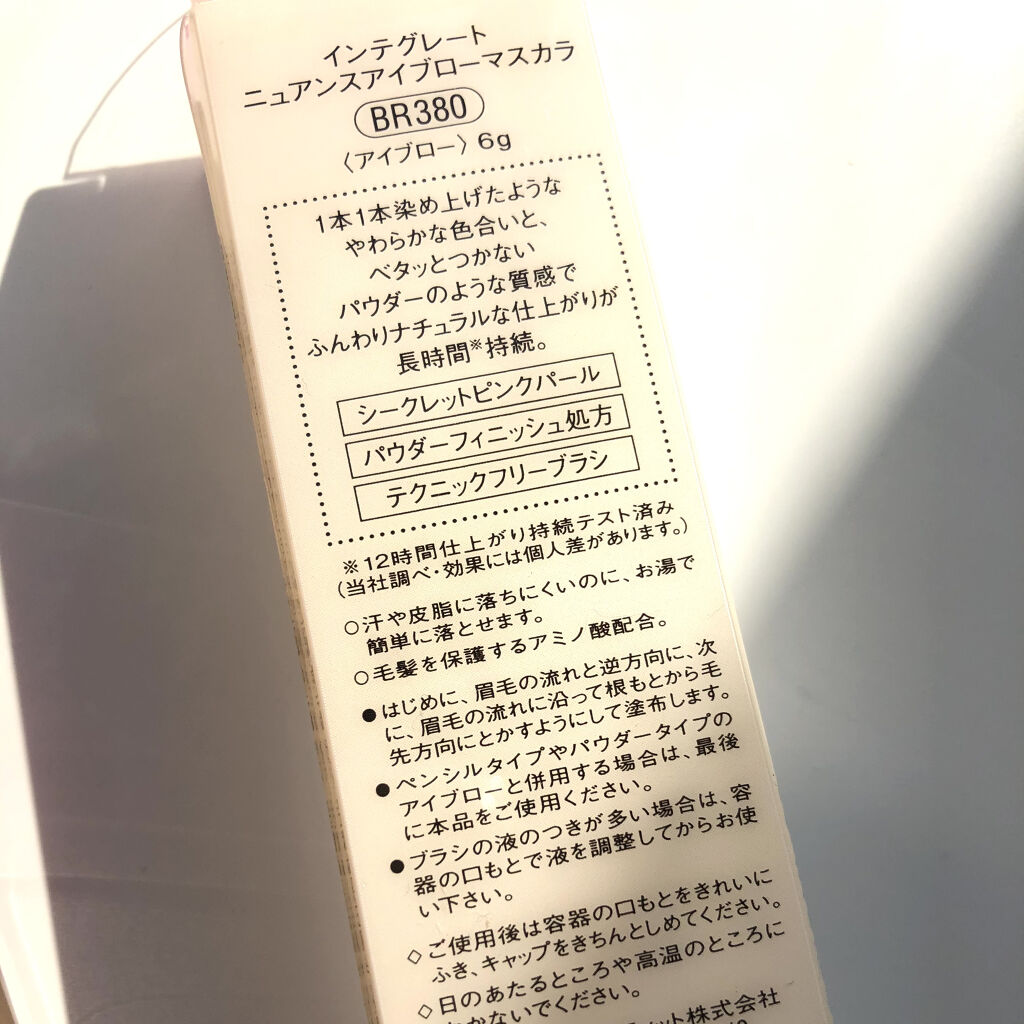 インテグレート
ニュアンスアイブローマスカラ
BR380
〈アイブロー〉6g
1本1本染め上げたような
やわらかな色合いと、
ベタッとつかない
パウダーのような質感で
ふんわりナチュラルな仕上がりが
長時間※持続。
シークレットピンクパール
パウダーフィニッシュ処方
テクニックフリーブラシ
※12時間仕上がり持続テスト済み
（当社調べ・効果には個人差があります。）
○汗や皮脂に落ちにくいのに、お湯で
簡単に落とせます。
○毛髪を保護するアミノ酸配合。
●はじめに、眉毛の流れと逆方向に、次
に、眉毛の流れに沿って根もとから毛
先方向にとかすようにして塗布します。
●ペンシルタイプやパウダータイプの
アイブローと併用する場合は、最後
に本品をご使用ください。
●ブラシの液のつきが多い場合は、容
器の口もとで液を調整してからお使
い下さい。
◇ご使用後は容器の口もとをきれいに
ふき、キャップをきちんとしめてください。
◇日のあたるところや高温のところに
かないでください。
ット株式会社